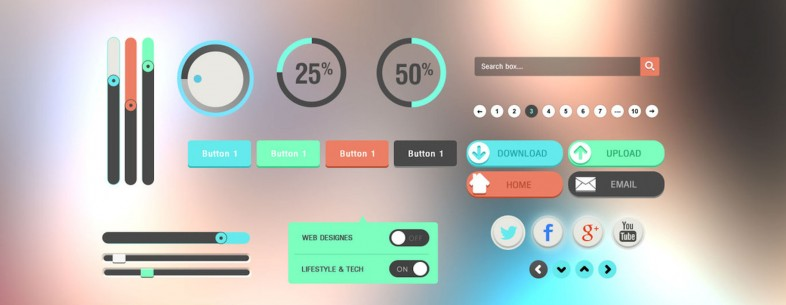 25%
50%
Search box...
1 2 3 4 5 6 7 ... 10
Button 1
Button 1
Button 1
Button 1
DOWNLOAD
UPLOAD
HOME
EMAIL
WEB DESIGNES
OFF
LIFESTYLE & TECH
ON
f
g+
You
Tube